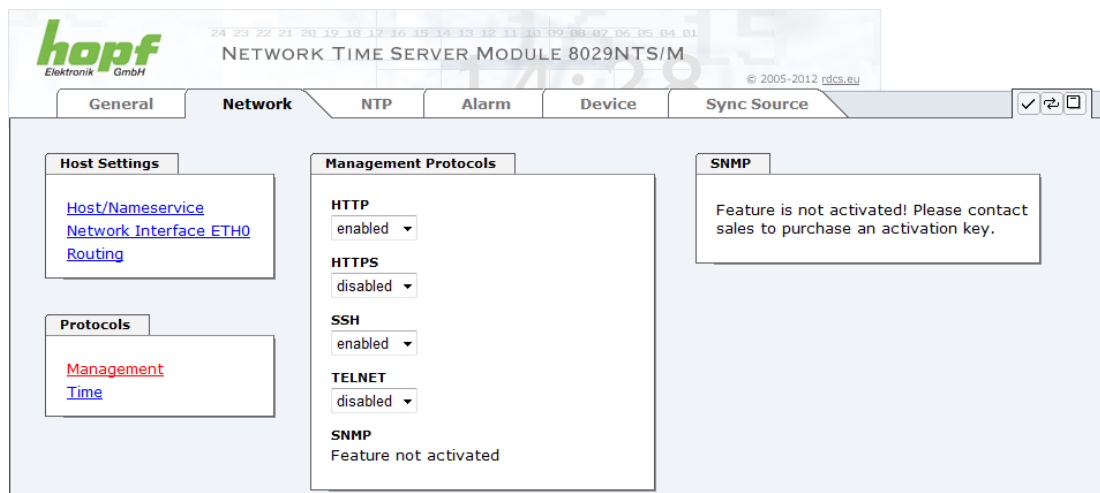 hopf
Elektronik GmbH
24 23 22 21 20 19 18 17 16 15 14 13 12 11 10 09 08 07 06 05 04 01
NETWORK TIME SERVER MODULE 8029NTS/M
14:28
© 2005-2012 rdcs.eu
General Network NTP Alarm Device Sync Source
Host Settings
Host/Nameservice
Network Interface ETH0
Routing
Protocols
Management
Time
Management Protocols
HTTP
enabled
HTTPS
disabled
SSH
enabled
TELNET
disabled
SNMP
Feature not activated
SNMP
Feature is not activated! Please contact
sales to purchase an activation key.